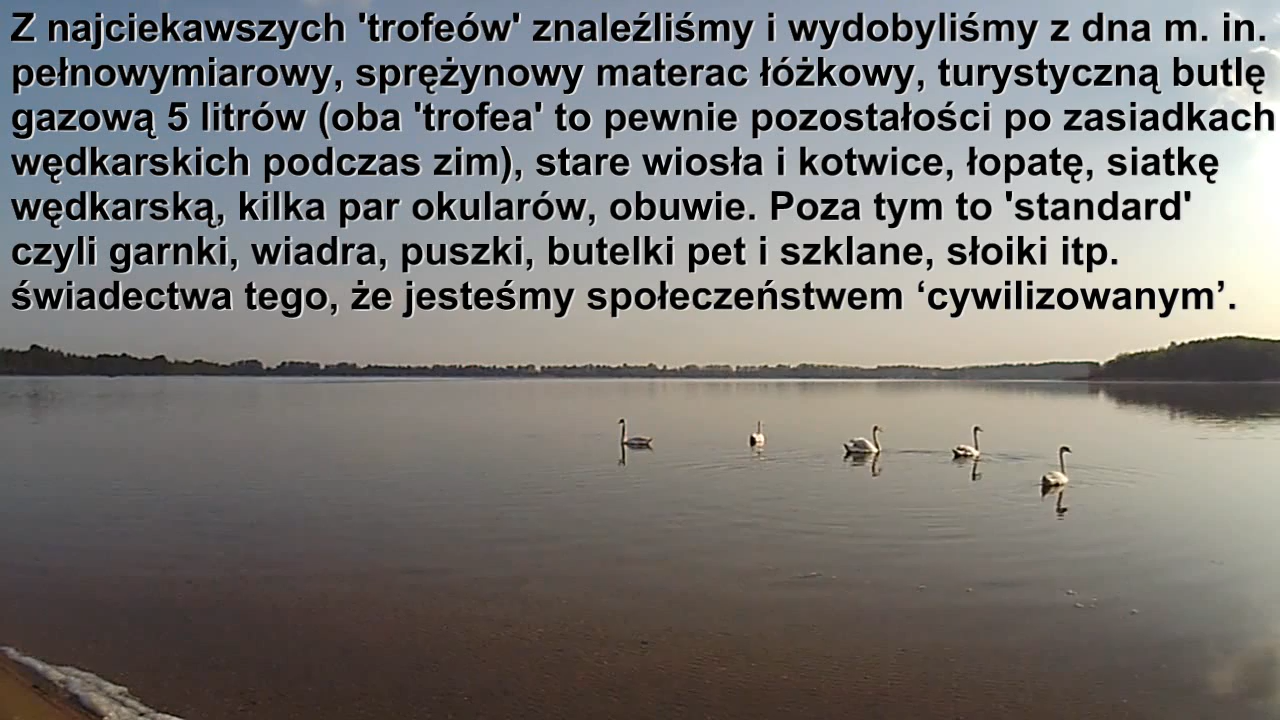 Z najciekawszych 'trofeów' znaleźliśmy i wydobyliśmy z dna m. in.
pełnowymiarowy, sprężynowy materac łóżkowy, turystyczną butlę
gazową 5 litrów (oba 'trofea' to pewnie pozostałości po zasiadkach
wędkarskich podczas zim), stare wiosła i kotwice, łopatę, siatkę
wędkarską, kilka par okularów, obuwie. Poza tym to 'standard'
czyli garnki, wiadra, puszki, butelki pet i szklane, słoiki itp.
świadectwa tego, że jesteśmy społeczeństwem ‘cywilizowanym’.